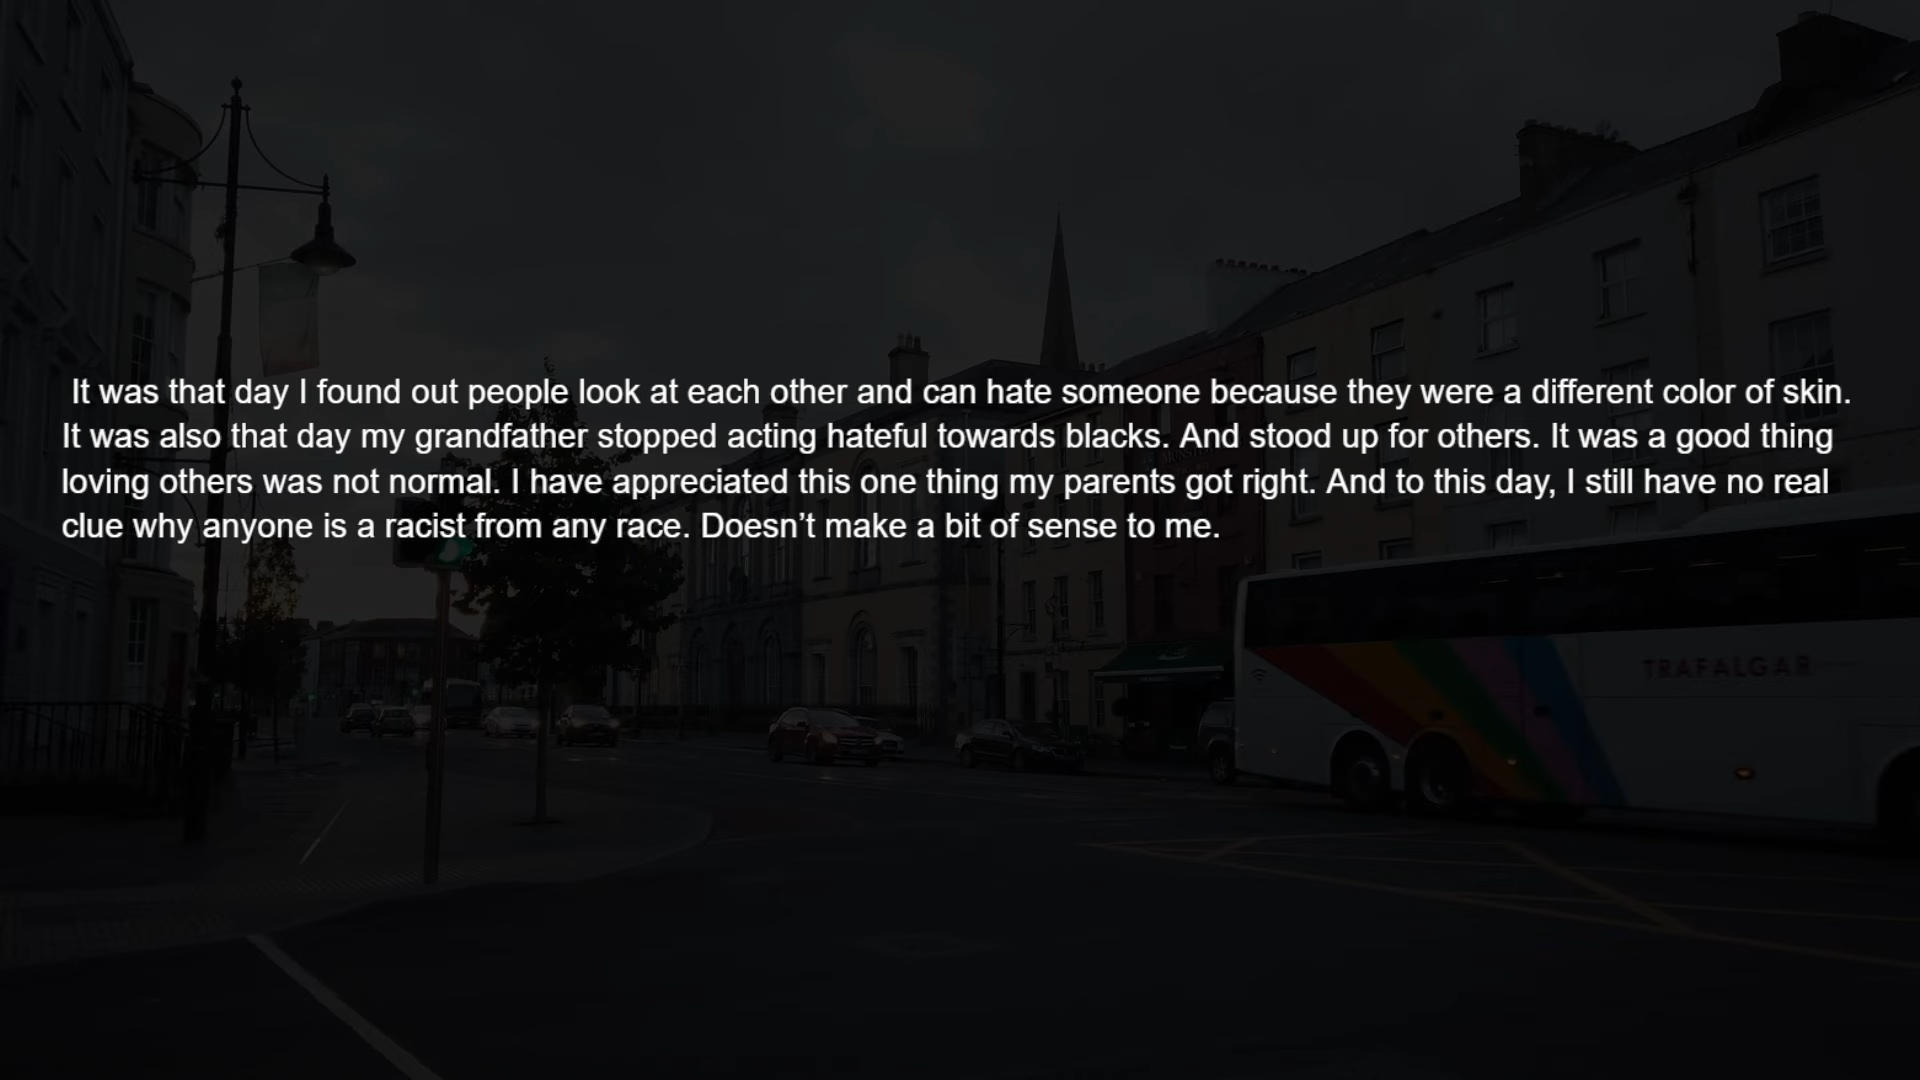 It was that day I found out people look at each other and can hate someone because they were a different color of skin.
It was also that day my grandfather stopped acting hateful towards blacks. And stood up for others. It was a good thing
loving others was not normal. I have appreciated this one thing my parents got right. And to this day, I still have no real
clue why anyone is a racist from any race. Doesn’t make a bit of sense to me.
TRAFALGAR